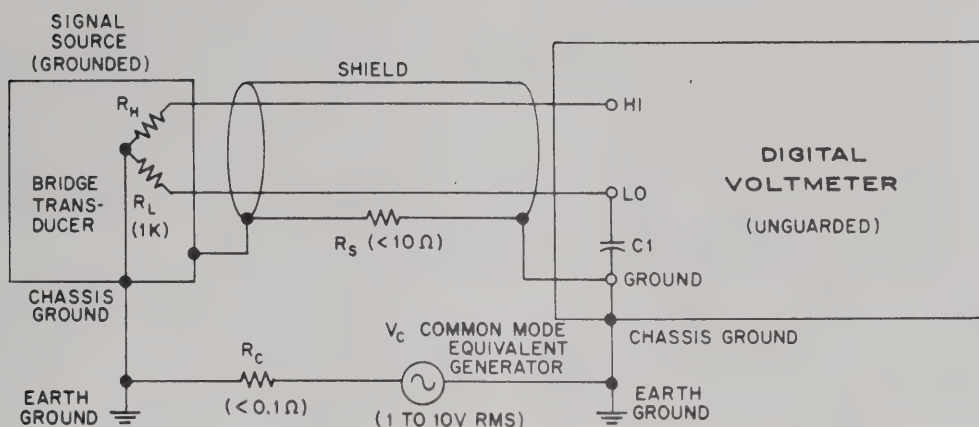 SIGNAL
SOURCE
(GROUNDED)
SHIELD
R_H
HI
BRIDGE
TRANS-
DUCER
R_L
(1K)
LO
DIGITAL
VOLTMETER
(UNGUARDED)
R_S (<10 Ω)
C1
GROUND
CHASSIS
GROUND
V_C COMMON MODE
EQUIVALENT
GENERATOR
CHASSIS GROUND
R_C
(<0.1 Ω)
(1 TO 10V RMS)
EARTH
GROUND
EARTH
GROUND